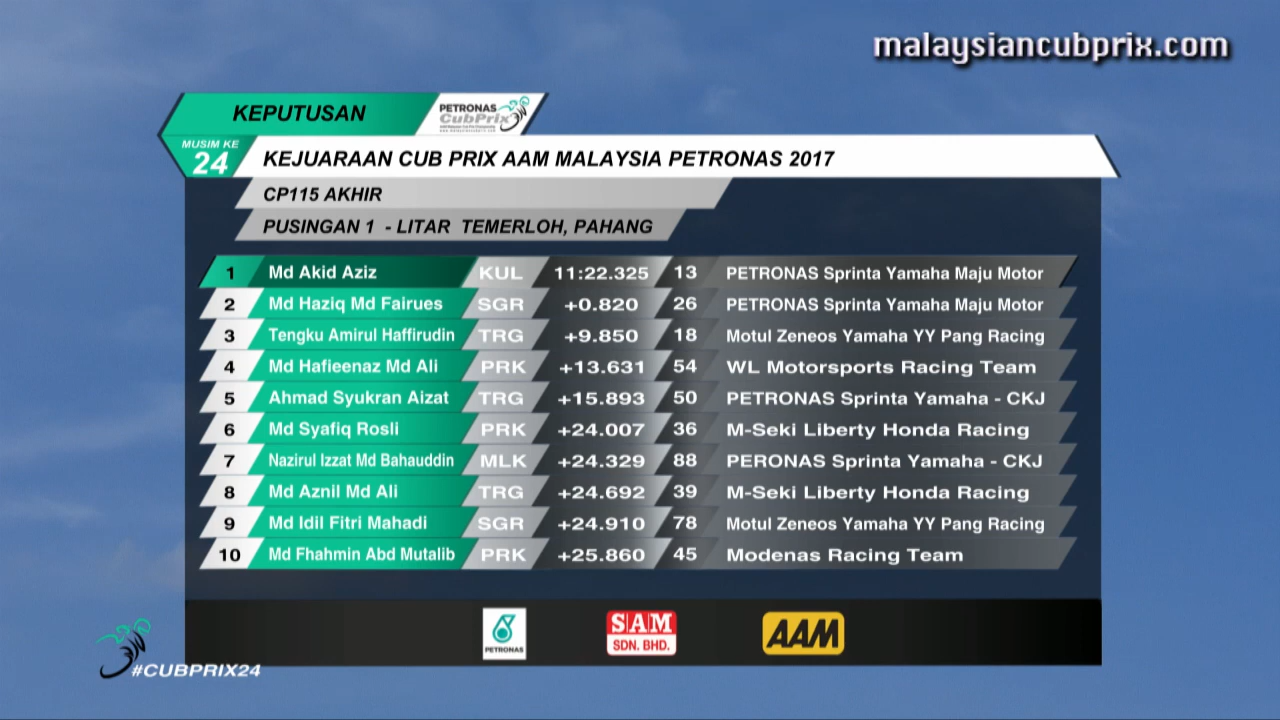 malaysiancubprix.com
KEPUTUSAN
PETRONAS
CubPrix
MUSIM KE
24
KEJUARAAN CUB PRIX AAM MALAYSIA PETRONAS 2017
CP115 AKHIR
PUSINGAN 1 - LITAR TEMERLOH, PAHANG
1 Md Akid Aziz KUL 11:22.325 13 PETRONAS Sprinta Yamaha Maju Motor
2 Md Haziq Md Fairues SGR +0.820 26 PETRONAS Sprinta Yamaha Maju Motor
3 Tengku Amirul Haffirudin TRG +9.850 18 Motul Zeneos Yamaha YY Pang Racing
4 Md Hafieenaz Md Ali PRK +13.631 54 WL Motorsports Racing Team
5 Ahmad Syukran Aizat TRG +15.893 50 PETRONAS Sprinta Yamaha - CKJ
6 Md Syafiq Rosli PRK +24.007 36 M-Seki Liberty Honda Racing
7 Nazirul Izzat Md Bahauddin MLK +24.329 88 PERONAS Sprinta Yamaha - CKJ
8 Md Aznil Md Ali TRG +24.692 39 M-Seki Liberty Honda Racing
9 Md Idil Fitri Mahadi SGR +24.910 78 Motul Zeneos Yamaha YY Pang Racing
10 Md Fhahmin Abd Mutalib PRK +25.860 45 Modenas Racing Team
PETRONAS
SAM
SDN. BHD.
AAM
#CUBPRIX24